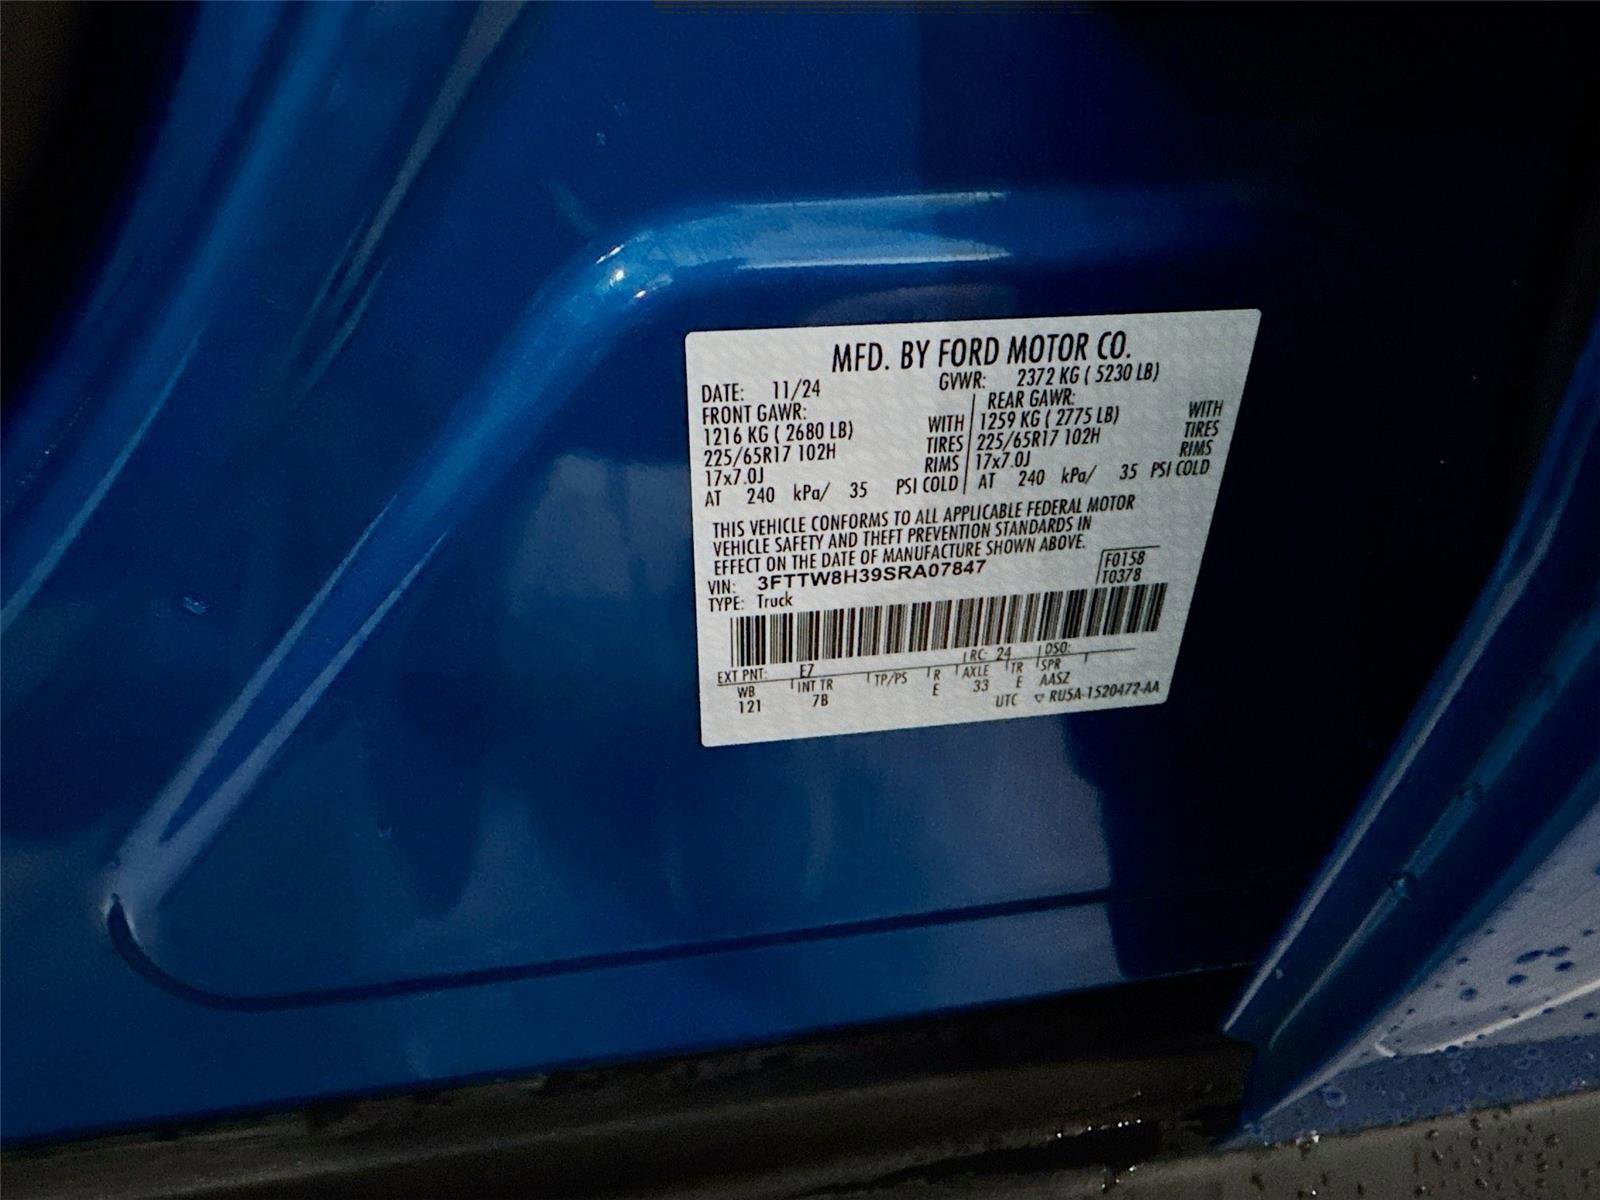 MFD. BY FORD MOTOR CO.
DATE: 11/24 GVWR: 2372 KG ( 5230 LB)
FRONT GAWR: REAR GAWR:
1216 KG ( 2680 LB) WITH 1259 KG ( 2775 LB) WITH
225/65R17 102H TIRES 225/65R17 102H TIRES
17x7.0J RIMS 17x7.0J RIMS
AT 240 kPa/ 35 PSI COLD AT 240 kPa/ 35 PSI COLD
THIS VEHICLE CONFORMS TO ALL APPLICABLE FEDERAL MOTOR
VEHICLE SAFETY AND THEFT PREVENTION STANDARDS IN
EFFECT ON THE DATE OF MANUFACTURE SHOWN ABOVE.
VIN: 3FTTW8H39SRA07847 F0158
TYPE: Truck T0378
EXT PNT: E7 RC: 24 DSO:
WB INT TR TP/PS R AXLE TR SPR
121 7B E 33 E AASZ
UTC RU5A-1520472-AA